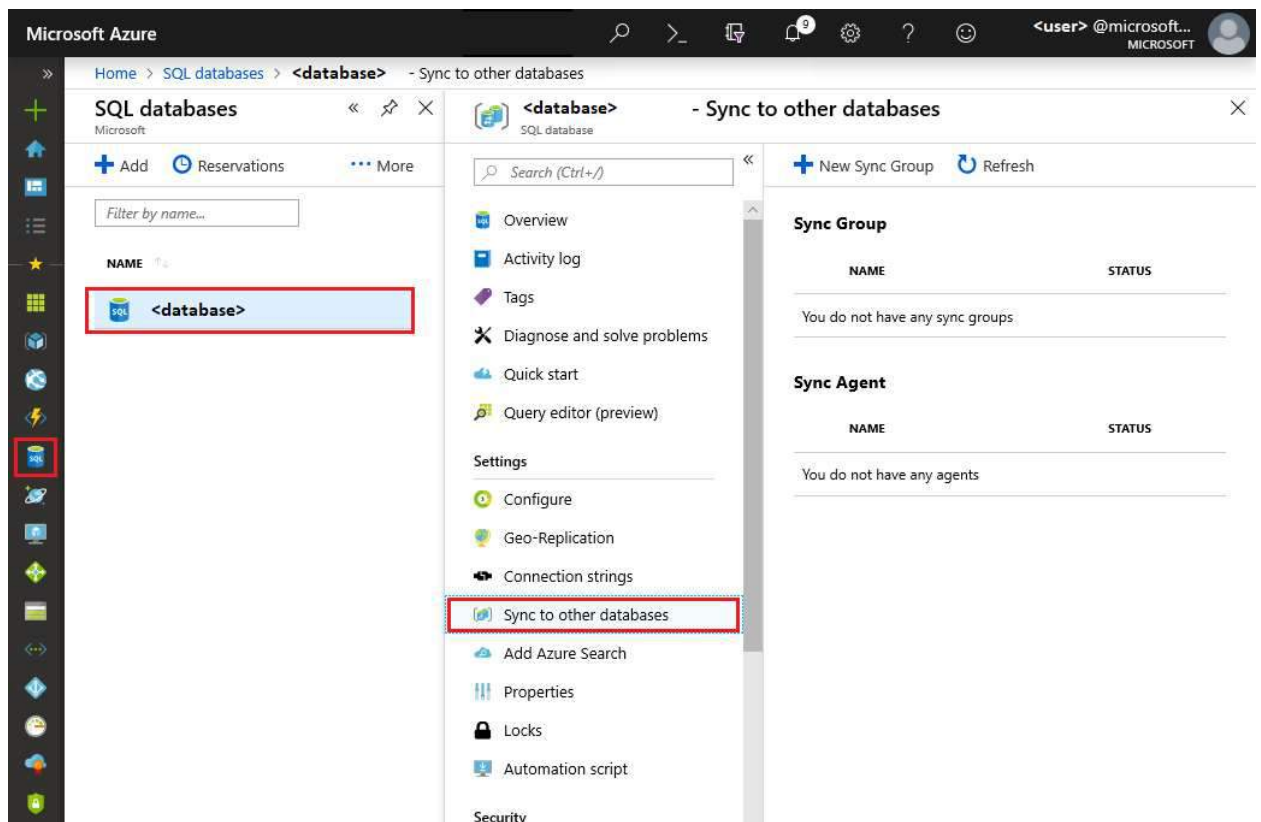 Microsoft Azure
9
<user> @microsoft...
MICROSOFT
Home > SQL databases > <database> - Sync to other databases
SQL databases
Microsoft
Add
Reservations
More
Filter by name...
NAME
SQL
<database>
<database> - Sync to other databases
SQL database
Search (Ctrl+/)
Overview
Activity log
Tags
Diagnose and solve problems
Quick start
Query editor (preview)
Settings
Configure
Geo-Replication
Connection strings
Sync to other databases
Add Azure Search
Properties
Locks
Automation script
Security
New Sync Group
Refresh
Sync Group
NAME STATUS
You do not have any sync groups
Sync Agent
NAME STATUS
You do not have any agents